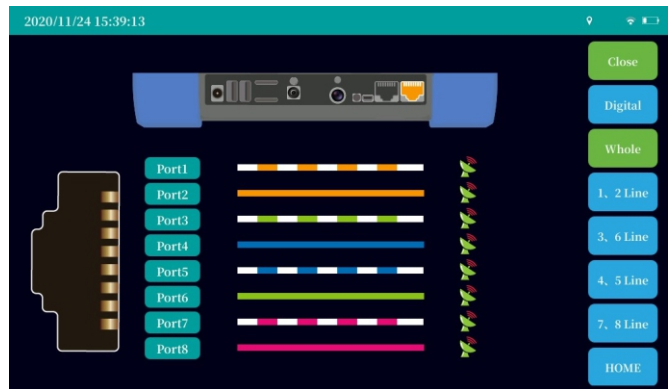 2020/11/24 15:39:13
Close
Digital
Whole
Port1
Port2
1、2 Line
Port3
3、6 Line
Port4
Port5
4、5 Line
Port6
Port7
7、8 Line
Port8
HOME